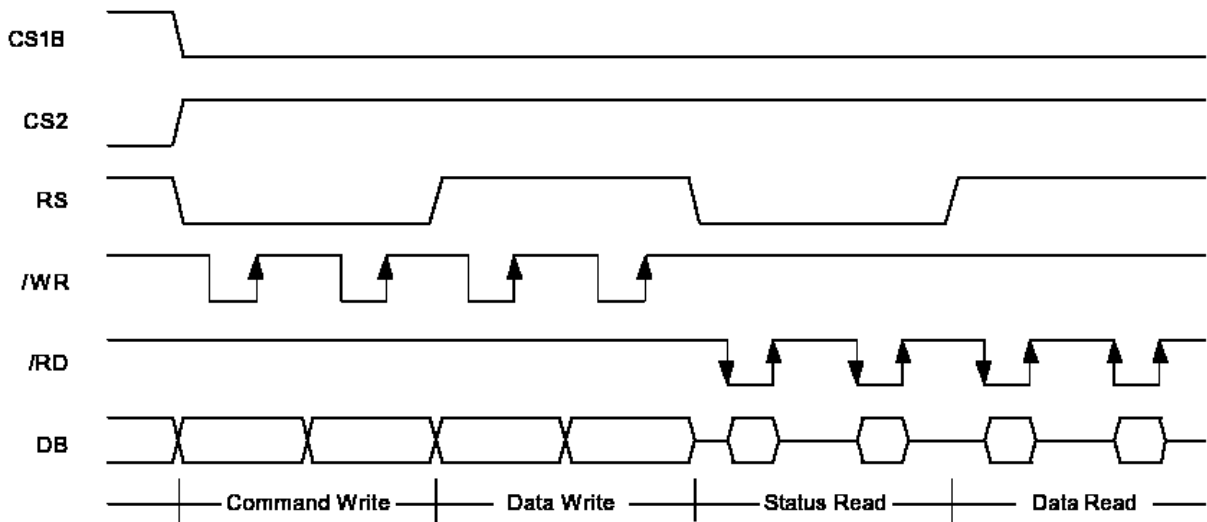 CS1B
CS2
RS
/WR
/RD
DB
Command Write
Data Write
Status Read
Data Read